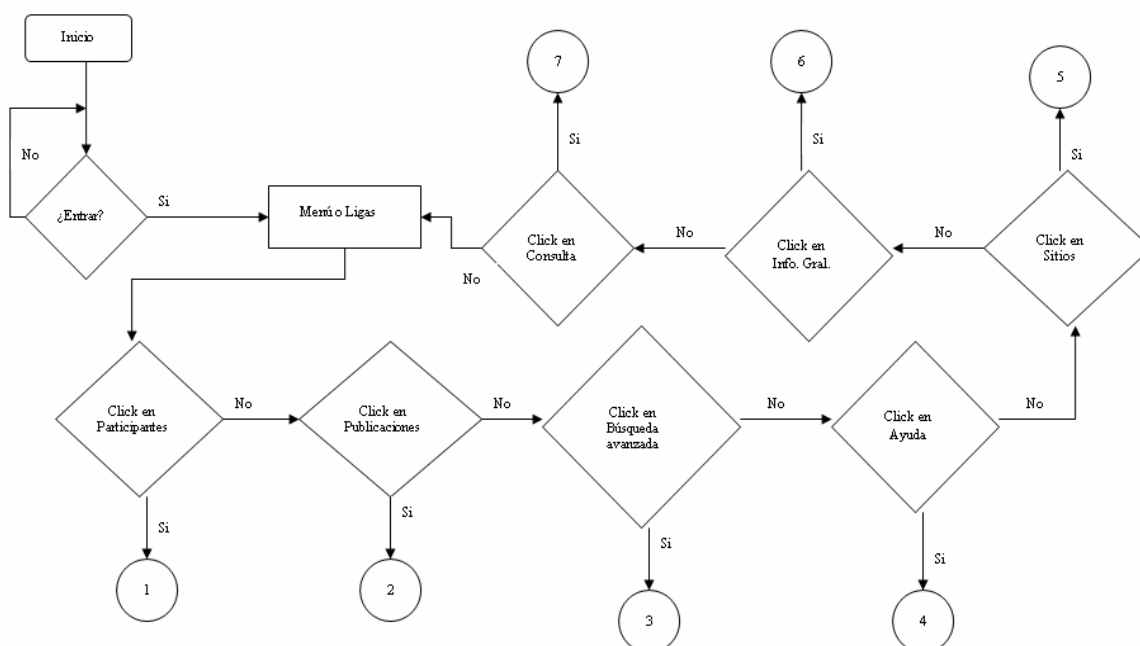 Inicio
No
¿Entrar?
Si
Menú o Ligas
7
Si
Click en
Consulta
No
6
Si
Click en
Info. Gral.
No
5
Si
Click en
Sitios
No
Click en
Participantes
No
Si
1
Click en
Publicaciones
No
Si
2
Click en
Búsqueda
avanzada
No
Si
3
Click en
Ayuda
No
Si
4